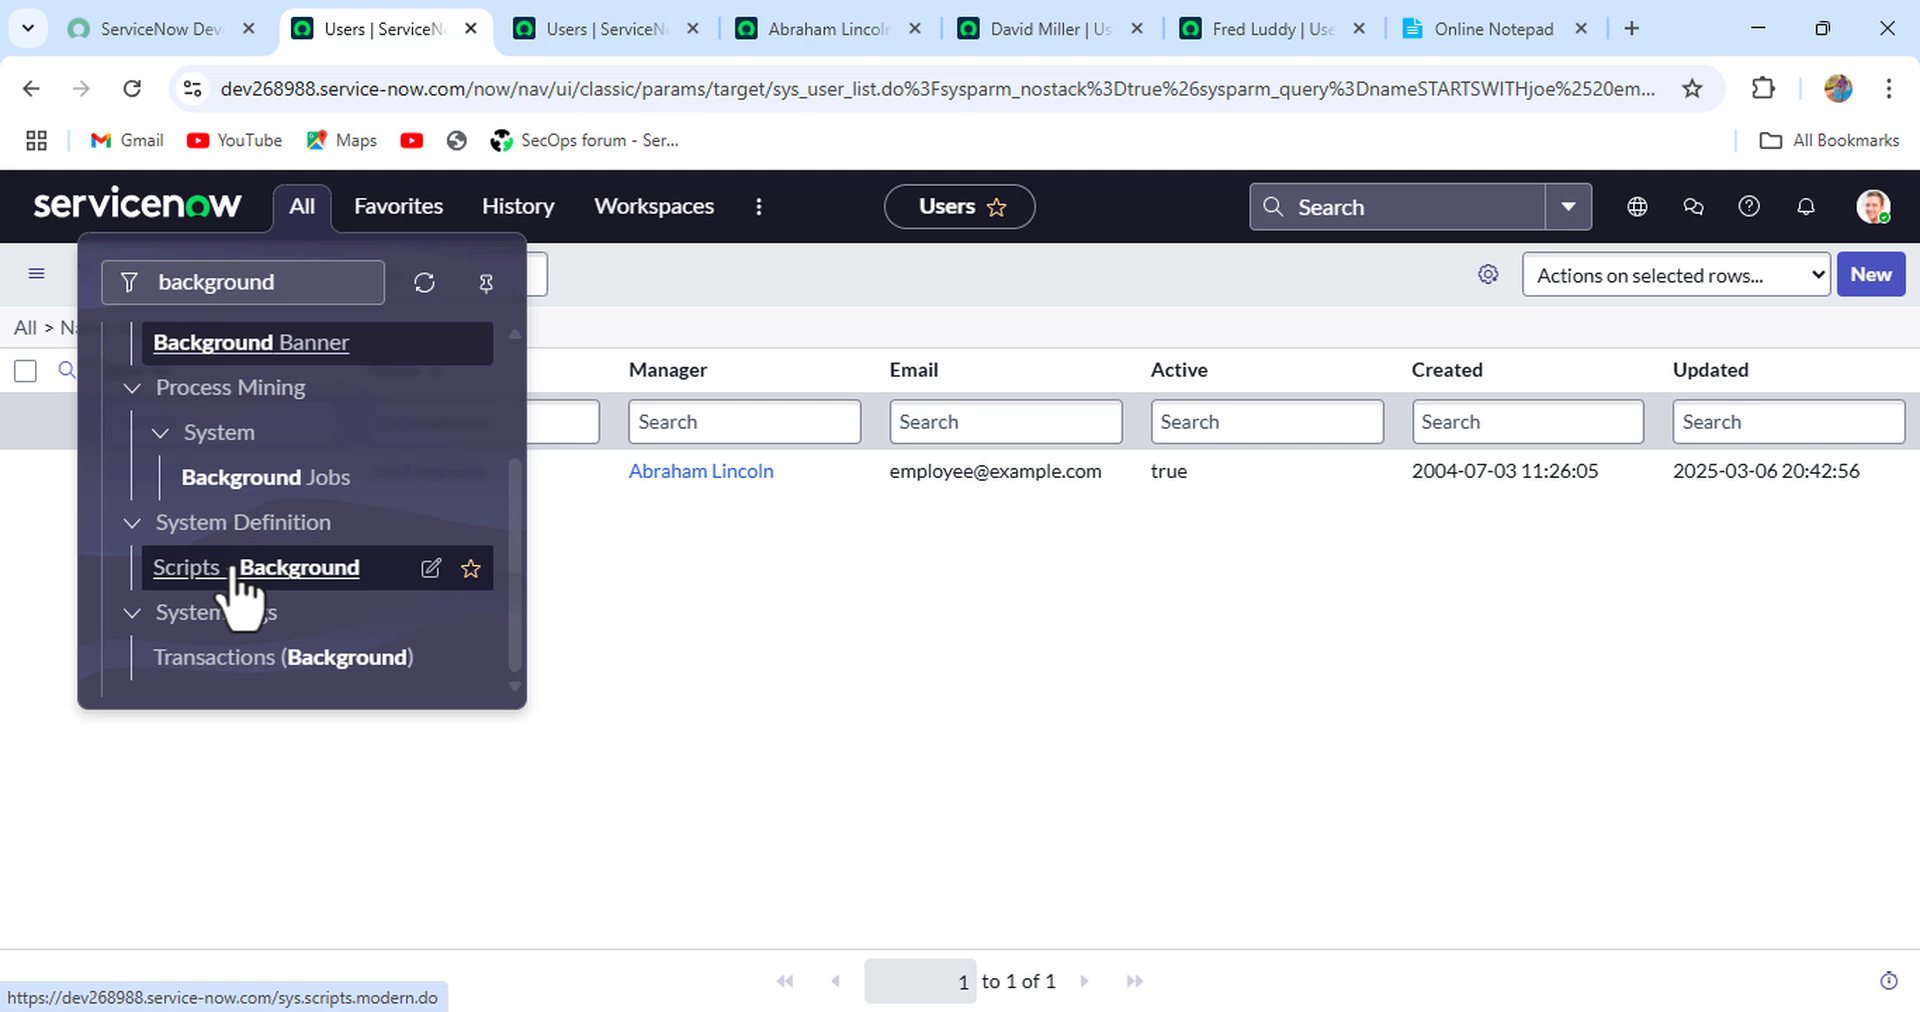 ServiceNow Dev
Users | ServiceN
Users | ServiceN
Abraham Lincoln
David Miller | Us
Fred Luddy | Use
Online Notepad
dev268988.service-now.com/now/nav/ui/classic/params/target/sys_user_list.do%3Fsysparm_nostack%3Dtrue%26sysparm_query%3DnameSTARTSWITHjoe%2520em...
Gmail
YouTube
Maps
SecOps forum - Ser...
All Bookmarks
servicenow
All
Favorites
History
Workspaces
Users
Search
background
Actions on selected rows...
New
All > Na
Background Banner
Process Mining
System
Background Jobs
System Definition
Scripts - Background
System
Transactions (Background)
Manager
Email
Active
Created
Updated
Search
Search
Search
Search
Search
Abraham Lincoln
employee@example.com
true
2004-07-03 11:26:05
2025-03-06 20:42:56
1 to 1 of 1
https://dev268988.service-now.com/sys.scripts.modern.do